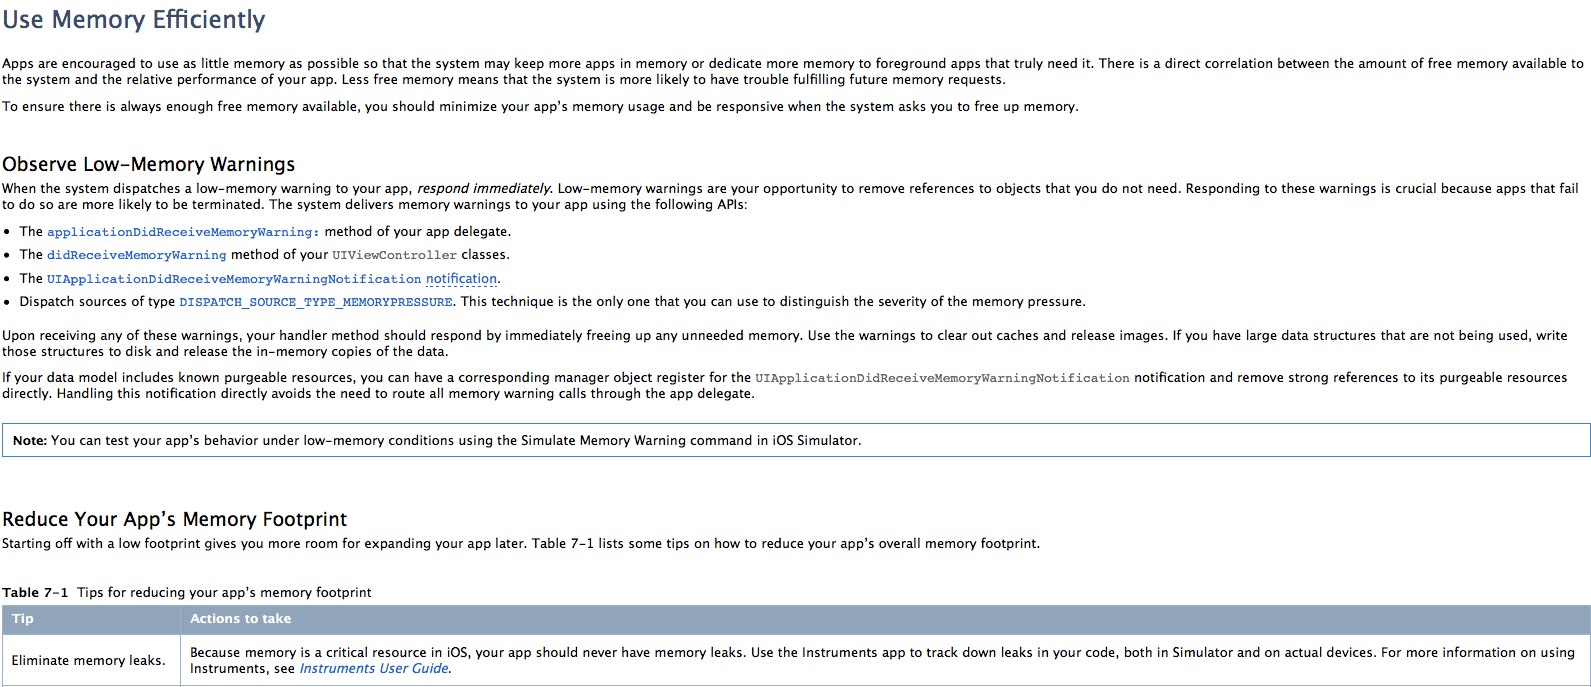 Use Memory Efficiently
Apps are encouraged to use as little memory as possible so that the system may keep more apps in memory or dedicate more memory to foreground apps that truly need it. There is a direct correlation between the amount of free memory available to
the system and the relative performance of your app. Less free memory means that the system is more likely to have trouble fulfilling future memory requests.
To ensure there is always enough free memory available, you should minimize your app's memory usage and be responsive when the system asks you to free up memory.
Observe Low-Memory Warnings
When the system dispatches a low-memory warning to your app, respond immediately. Low-memory warnings are your opportunity to remove references to objects that you do not need. Responding to these warnings is crucial because apps that fail
to do so are more likely to be terminated. The system delivers memory warnings to your app using the following APIs:
• The applicationDidReceiveMemoryWarning: method of your app delegate.
• The didReceiveMemoryWarning method of your UIViewController classes.
• The UIApplicationDidReceiveMemoryWarningNotification notification.
• Dispatch sources of type DISPATCH_SOURCE_TYPE_MEMORYPRESSURE. This technique is the only one that you can use to distinguish the severity of the memory pressure.
Upon receiving any of these warnings, your handler method should respond by immediately freeing up any unneeded memory. Use the warnings to clear out caches and release images. If you have large data structures that are not being used, write
those structures to disk and release the in-memory copies of the data.
If your data model includes known purgeable resources, you can have a corresponding manager object register for the UIApplicationDidReceiveMemoryWarningNotification notification and remove strong references to its purgeable resources
directly. Handling this notification directly avoids the need to route all memory warning calls through the app delegate.
Note: You can test your app's behavior under low-memory conditions using the Simulate Memory Warning command in iOS Simulator.
Reduce Your App's Memory Footprint
Starting off with a low footprint gives you more room for expanding your app later. Table 7-1 lists some tips on how to reduce your app's overall memory footprint.
Table 7-1 Tips for reducing your app's memory footprint
Tip Actions to take
Eliminate memory leaks. Because memory is a critical resource in iOS, your app should never have memory leaks. Use the Instruments app to track down leaks in your code, both in Simulator and on actual devices. For more information on using
Instruments, see Instruments User Guide.